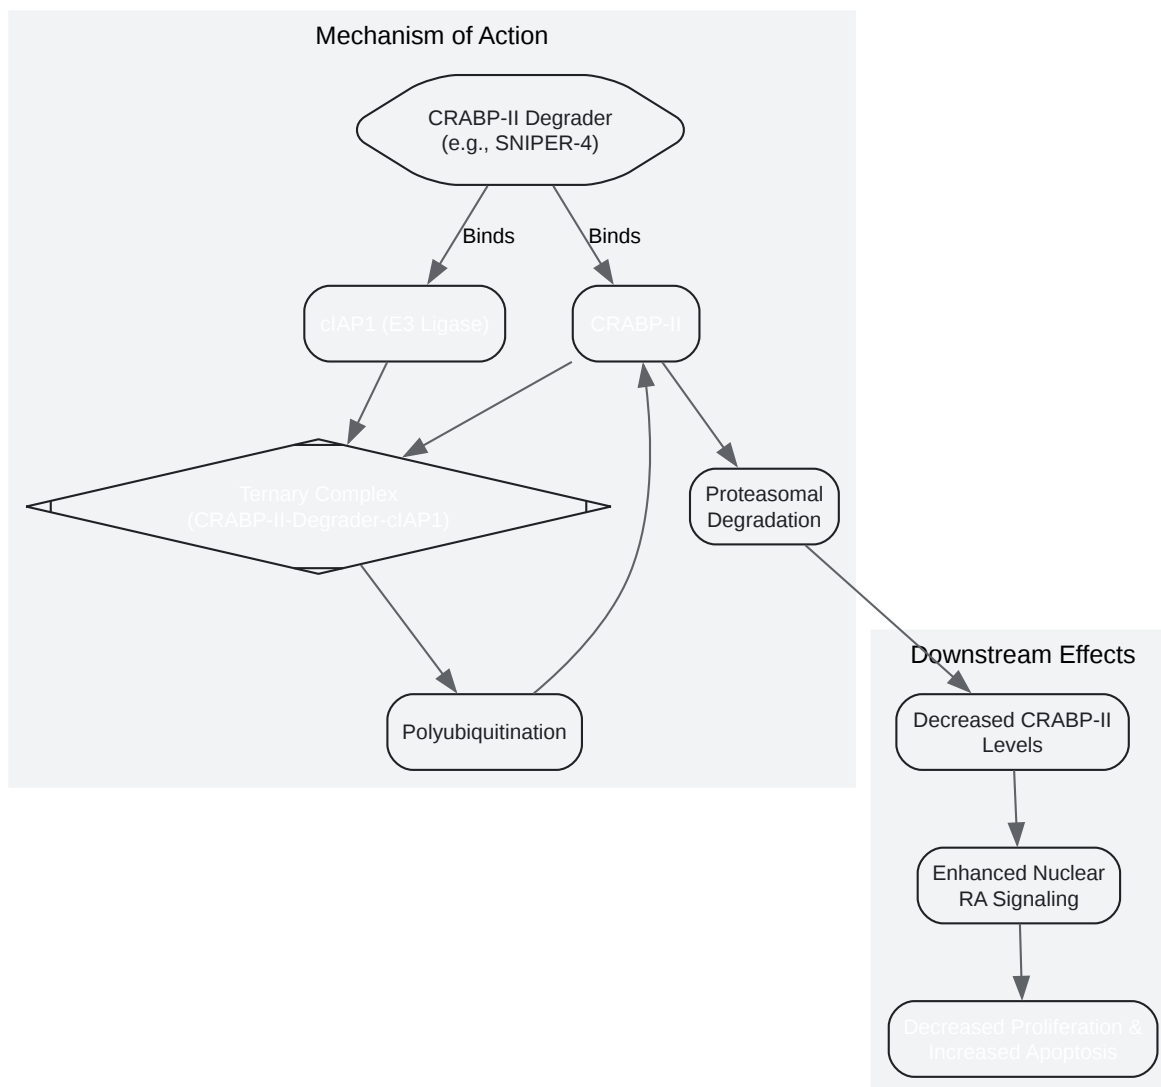 Mechanism of Action
CRABP-II Degrader
(e.g., SNIPER-4)
Binds
Binds
cIAP1 (E3 Ligase)
CRABP-II
Ternary Complex
(CRABP-II-Degrader-cIAP1)
Proteasomal
Degradation
Polyubiquitination
Downstream Effects
Decreased CRABP-II
Levels
Enhanced Nuclear
RA Signaling
Decreased Proliferation &
Increased Apoptosis